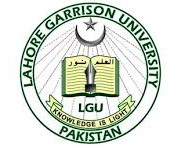 LAHORE GARRISON UNIVERSITY
العلم نور
LGU
KNOWLEDGE IS LIGHT
PAKISTAN